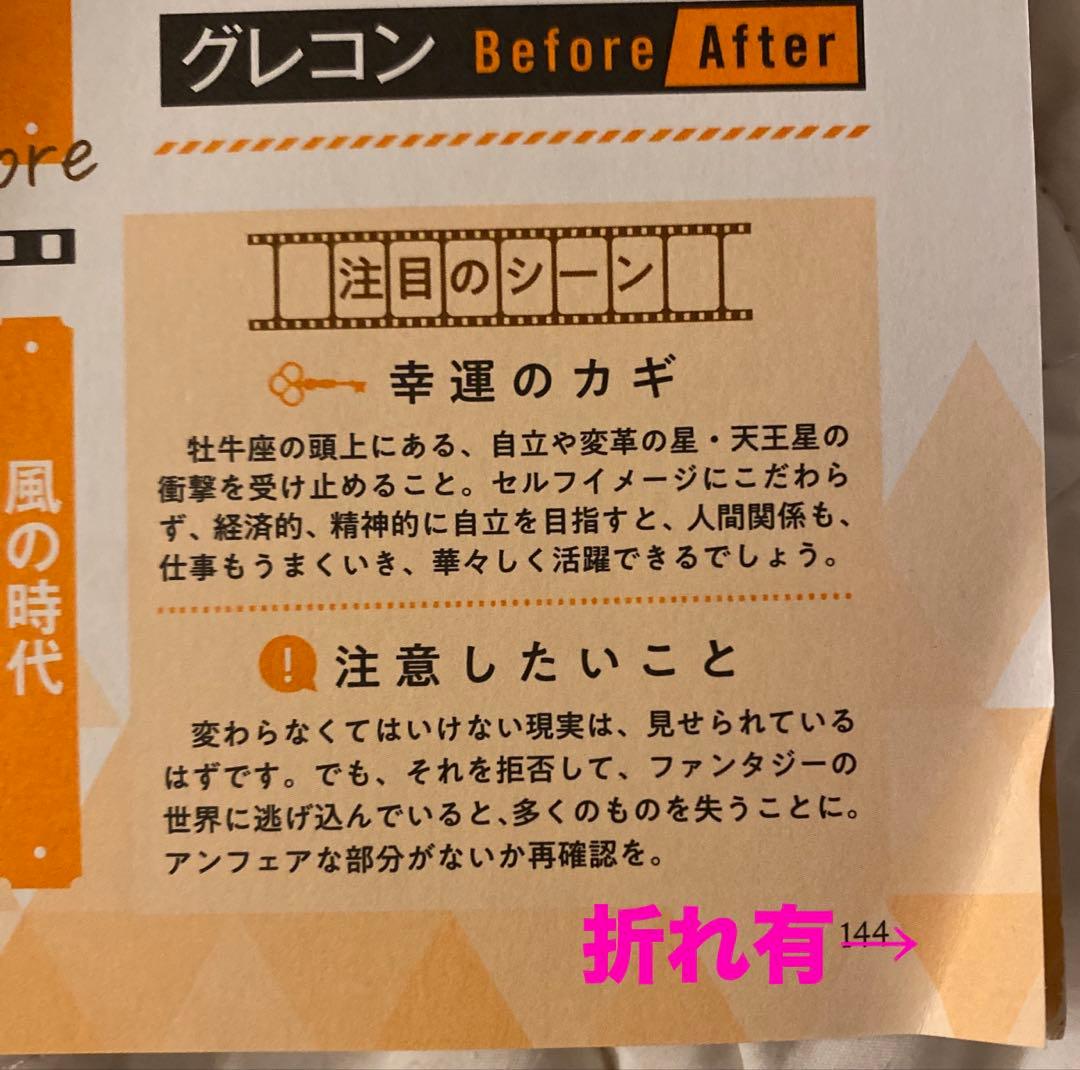 グレコン Before After
ore
風の時代
注目のシーン
幸運のカギ
牡牛座の頭上にある、自立や変革の星・天王星の
衝撃を受け止めること。セルフイメージにこだわら
ず、経済的、精神的に自立を目指すと、人間関係も、
仕事もうまくいき、華々しく活躍できるでしょう。
! 注意したいこと
変わらなくてはいけない現実は、見せられている
はずです。でも、それを拒否して、ファンタジーの
世界に逃げ込んでいると、多くのものを失うことに。
アンフェアな部分がないか再確認を。
折れ有→
144